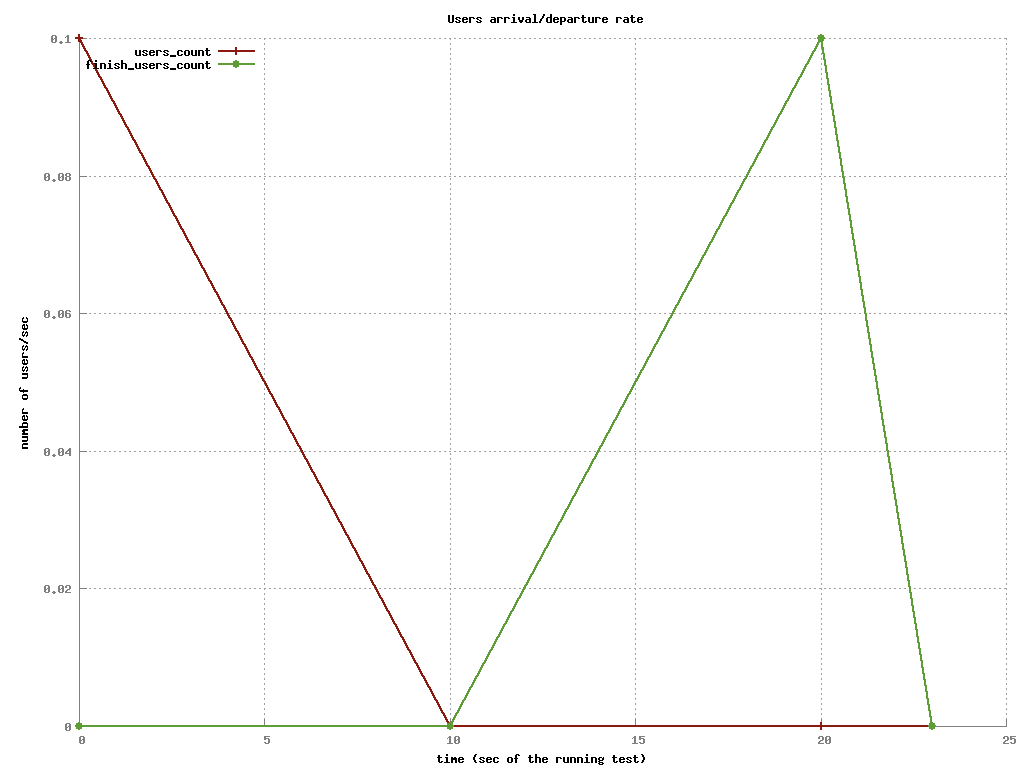 Users arrival/departure rate
users_count
finish_users_count
0.1
0.08
0.06
0.04
0.02
0
number of users/sec
0 5 10 15 20 25
time (sec of the running test)